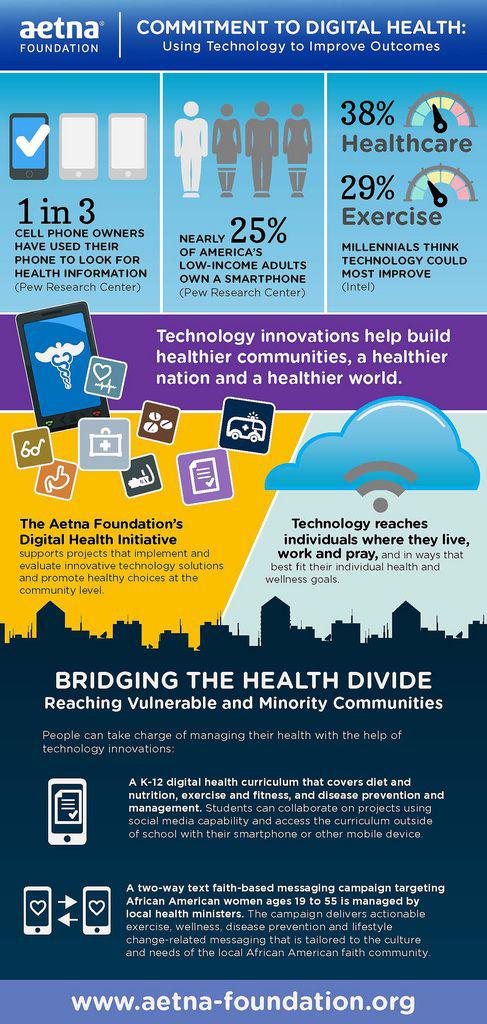 aetna®
FOUNDATION
COMMITMENT TO DIGITAL HEALTH:
Using Technology to Improve Outcomes
1 in 3
CELL PHONE OWNERS
HAVE USED THEIR
PHONE TO LOOK FOR
HEALTH INFORMATION
(Pew Research Center)
NEARLY 25%
OF AMERICA'S
LOW-INCOME ADULTS
OWN A SMARTPHONE
(Pew Research Center)
38%
Healthcare
29%
Exercise
MILLENNIALS THINK
TECHNOLOGY COULD
MOST IMPROVE
(Intel)
Technology innovations help build
healthier communities, a healthier
nation and a healthier world.
The Aetna Foundation's
Digital Health Initiative
supports projects that implement and
evaluate innovative technology solutions
and promote healthy choices at the
community level.
Technology reaches
individuals where they live,
work and pray, and in ways that
best fit their individual health and
wellness goals.
BRIDGING THE HEALTH DIVIDE
Reaching Vulnerable and Minority Communities
People can take charge of managing their health with the help of
technology innovations:
A K-12 digital health curriculum that covers diet and
nutrition, exercise and fitness, and disease prevention and
management. Students can collaborate on projects using
social media capability and access the curriculum outside
of school with their smartphone or other mobile device.
A two-way text faith-based messaging campaign targeting
African American women ages 19 to 55 is managed by
local health ministers. The campaign delivers actionable
exercise, wellness, disease prevention and lifestyle
change-related messaging that is tailored to the culture
and needs of the local African American faith community.
www.aetna-foundation.org